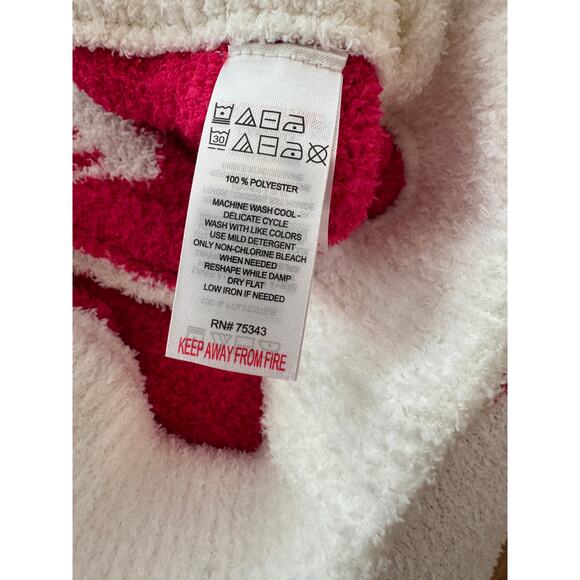 30
100 % POLYESTER
MACHINE WASH COOL -
DELICATE CYCLE
WASH WITH LIKE COLORS
USE MILD DETERGENT
ONLY NON-CHLORINE BLEACH
WHEN NEEDED
RESHAPE WHILE DAMP
DRY FLAT
LOW IRON IF NEEDED
RN# 75343
KEEP AWAY FROM FIRE